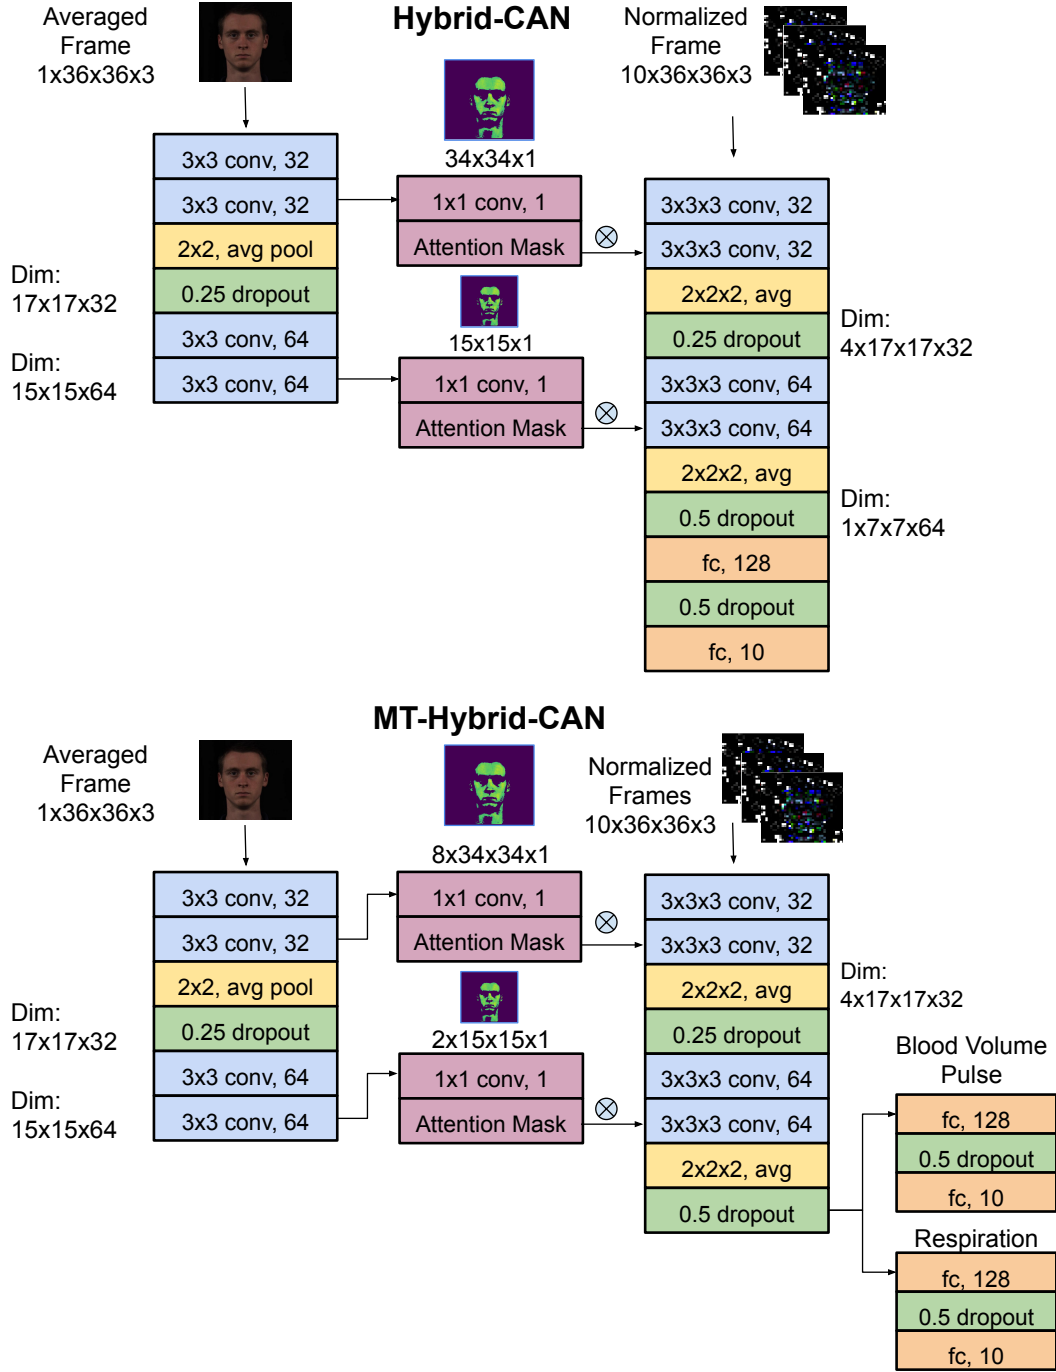 Hybrid-CAN
Averaged
Frame
1x36x36x3
Normalized
Frame
10x36x36x3
3x3 conv, 32
3x3 conv, 32
2x2, avg pool
0.25 dropout
3x3 conv, 64
3x3 conv, 64
Dim:
17x17x32
Dim:
15x15x64
34x34x1
1x1 conv, 1
Attention Mask
15x15x1
1x1 conv, 1
Attention Mask
3x3x3 conv, 32
3x3x3 conv, 32
2x2x2, avg
0.25 dropout
3x3x3 conv, 64
3x3x3 conv, 64
2x2x2, avg
0.5 dropout
fc, 128
0.5 dropout
fc, 10
Dim:
4x17x17x32
Dim:
1x7x7x64
MT-Hybrid-CAN
Averaged
Frame
1x36x36x3
Normalized
Frames
10x36x36x3
3x3 conv, 32
3x3 conv, 32
2x2, avg pool
0.25 dropout
3x3 conv, 64
3x3 conv, 64
Dim:
17x17x32
Dim:
15x15x64
8x34x34x1
1x1 conv, 1
Attention Mask
2x15x15x1
1x1 conv, 1
Attention Mask
3x3x3 conv, 32
3x3x3 conv, 32
2x2x2, avg
0.25 dropout
3x3x3 conv, 64
3x3x3 conv, 64
2x2x2, avg
0.5 dropout
Dim:
4x17x17x32
Blood Volume
Pulse
fc, 128
0.5 dropout
fc, 10
Respiration
fc, 128
0.5 dropout
fc, 10